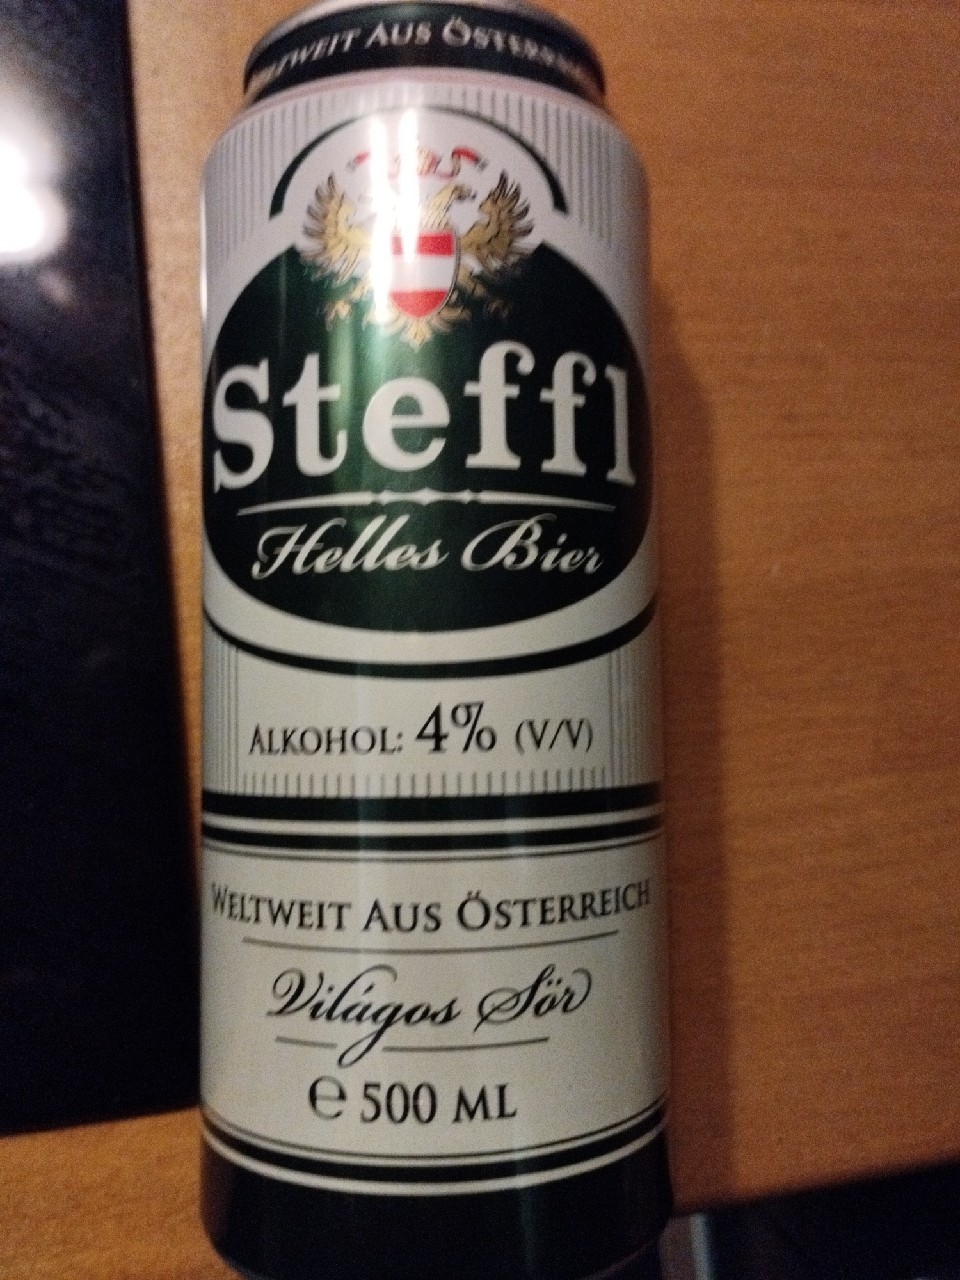 WELTWEIT AUS ÖSTERREICH
Steffl
Helles Bier
ALKOHOL: 4% (V/V)
WELTWEIT AUS ÖSTERREICH
Világos Sör
℮ 500 ML